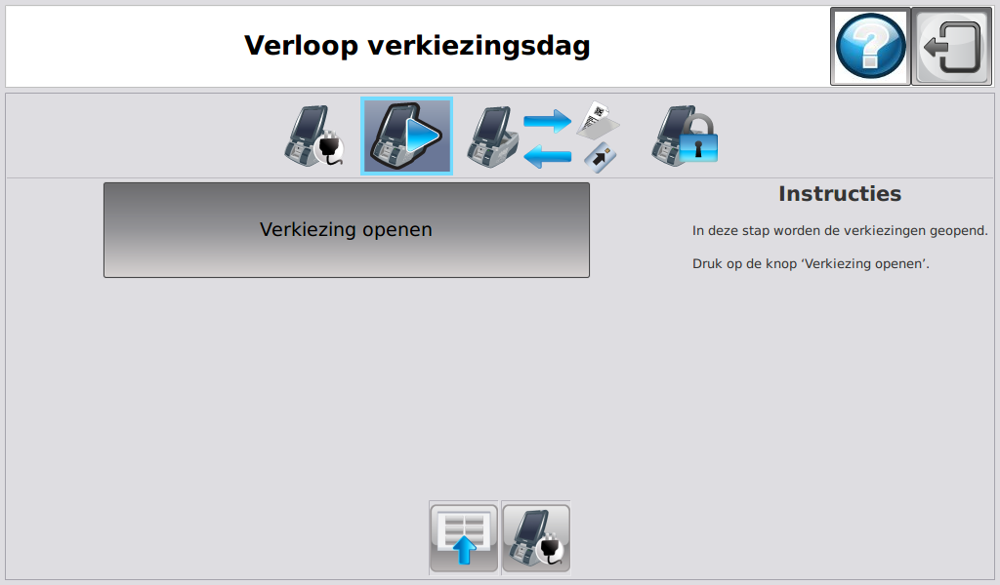 Verloop verkiezingsdag
Verkiezing openen
Instructies
In deze stap worden de verkiezingen geopend.
Druk op de knop ‘Verkiezing openen’.